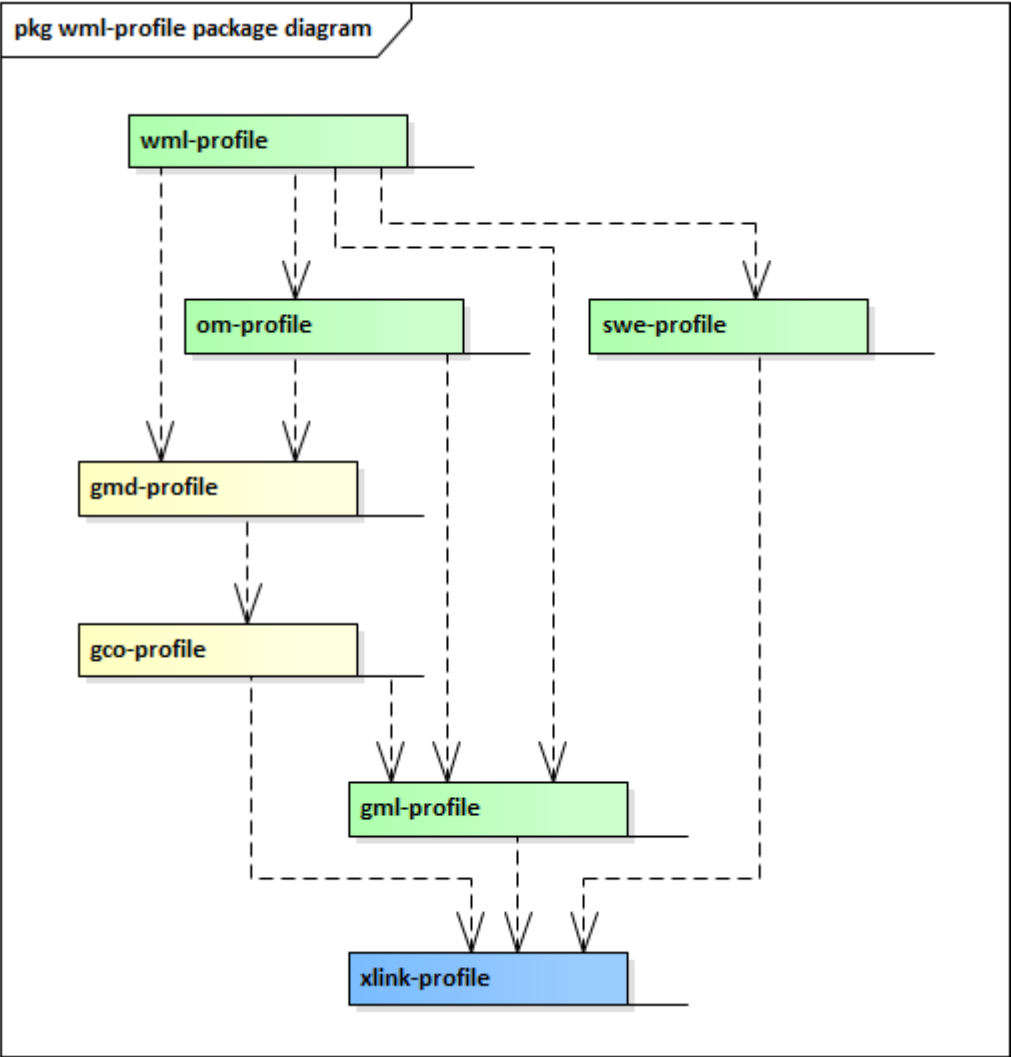 pkg wml-profile package diagram
wml-profile
om-profile
swe-profile
gmd-profile
gco-profile
gml-profile
xlink-profile